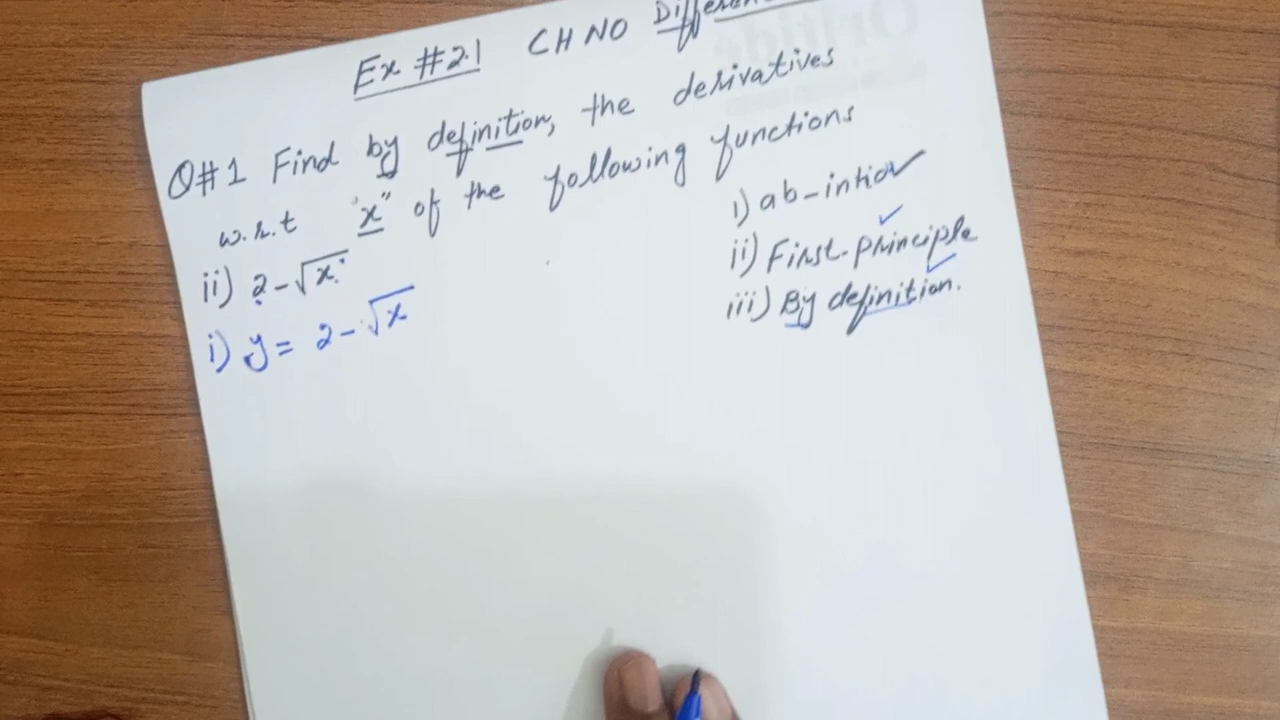 Ex #2.1 CH NO
Q#1 Find by definition, the derivatives
w.r.t "x" of the following functions
ii) 2-√x
i) y = 2-√x
i) ab-intio
ii) First-principle
iii) By definition.